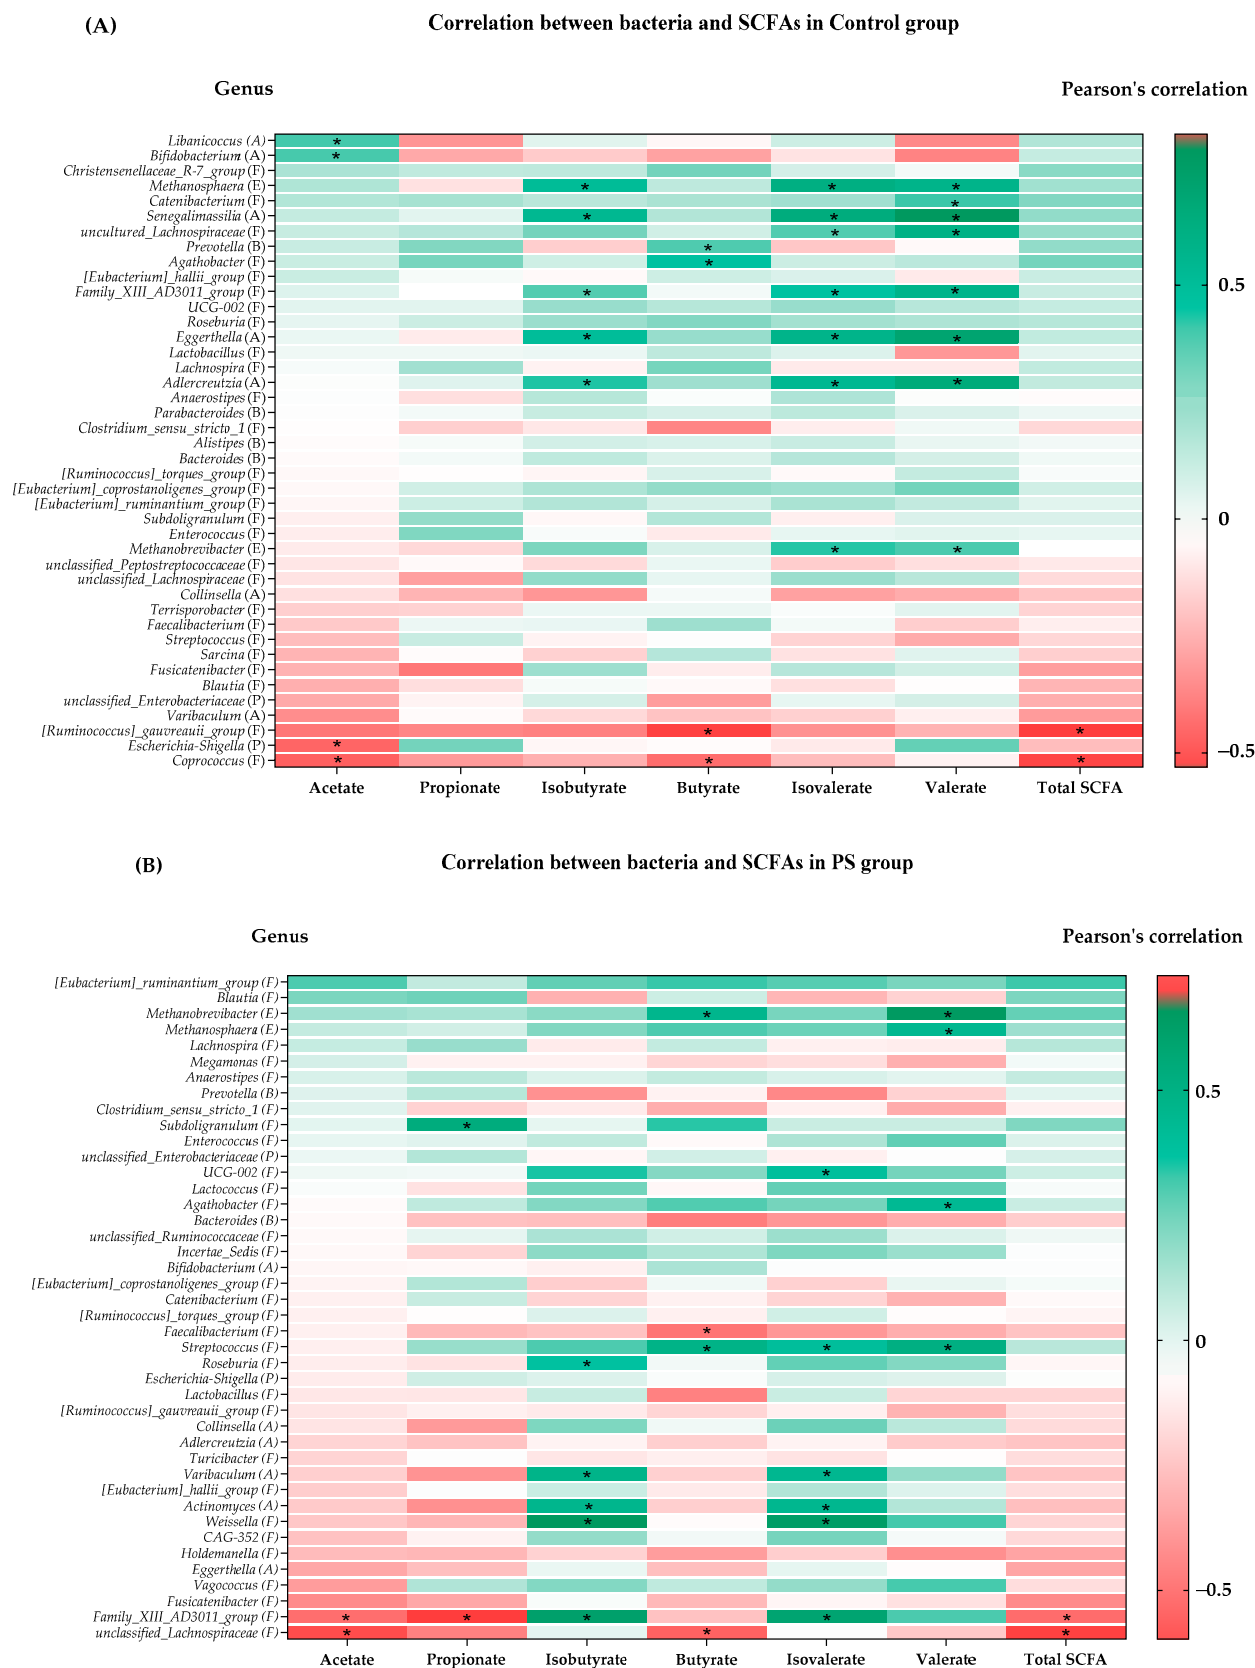 (A)
Correlation between bacteria and SCFAs in Control group
Genus
Pearson's correlation
Libanicoccus (A)
*
Bifidobacterium (A)
*
Christensenellaceae_R-7_group (F)
Methanosphaera (E)
* * *
Catenibacterium (F)
*
Senegalimassilia (A)
* * *
uncultured_Lachnospiraceae (F)
* *
Prevotella (B)
*
Agathobacter (F)
*
[Eubacterium]_hallii_group (F)
Family_XIII_AD3011_group (F)
* * *
0.5
UCG-002 (F)
Roseburia (F)
Eggerthella (A)
* * *
Lactobacillus (F)
Lachnospira (F)
Adlercreutzia (A)
* * *
Anaerostipes (F)
Parabacteroides (B)
Clostridium_sensu_stricto_1 (F)
Alistipes (B)
Bacteroides (B)
[Ruminococcus]_torques_group (F)
[Eubacterium]_coprostanoligenes_group (F)
[Eubacterium]_ruminantium_group (F)
Subdoligranulum (F)
0
Enterococcus (F)
Methanobrevibacter (E)
* *
unclassified_Peptostreptococcaceae (F)
unclassified_Lachnospiraceae (F)
Collinsella (A)
Terrisporobacter (F)
Faecalibacterium (F)
Streptococcus (F)
Sarcina (F)
Fusicatenibacter (F)
Blautia (F)
unclassified_Enterobacteriaceae (P)
Varibaculum (A)
[Ruminococcus]_gauvreauii_group (F)
* *
Escherichia-Shigella (P)
*
−0.5
Coprococcus (F)
* * *
Acetate Propionate Isobutyrate Butyrate Isovalerate Valerate Total SCFA
(B)
Correlation between bacteria and SCFAs in PS group
Genus
Pearson's correlation
[Eubacterium]_ruminantium_group (F)
Blautia (F)
Methanobrevibacter (E)
* *
Methanosphaera (E)
*
Lachnospira (F)
Megamonas (F)
Anaerostipes (F)
Prevotella (B)
0.5
Clostridium_sensu_stricto_1 (F)
Subdoligranulum (F)
*
Enterococcus (F)
unclassified_Enterobacteriaceae (P)
UCG-002 (F)
*
Lactococcus (F)
Agathobacter (F)
*
Bacteroides (B)
unclassified_Ruminococcaceae (F)
Incertae_Sedis (F)
Bifidobacterium (A)
[Eubacterium]_coprostanoligenes_group (F)
Catenibacterium (F)
[Ruminococcus]_torques_group (F)
Faecalibacterium (F)
*
0
Streptococcus (F)
* * *
Roseburia (F)
*
Escherichia-Shigella (P)
Lactobacillus (F)
[Ruminococcus]_gauvreauii_group (F)
Collinsella (A)
Adlercreutzia (A)
Turicibacter (F)
Varibaculum (A)
* *
[Eubacterium]_hallii_group (F)
Actinomyces (A)
* *
Weissella (F)
* *
CAG-352 (F)
Holdemanella (F)
Eggerthella (A)
Vagococcus (F)
−0.5
Fusicatenibacter (F)
Family_XIII_AD3011_group (F)
* * * * *
unclassified_Lachnospiraceae (F)
* * *
Acetate Propionate Isobutyrate Butyrate Isovalerate Valerate Total SCFA